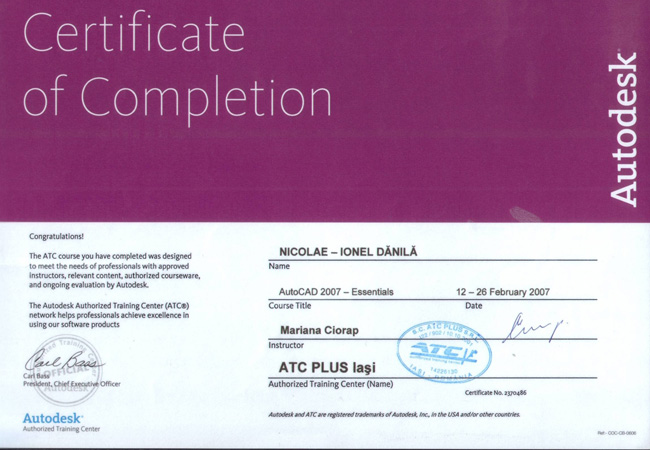 Certificate
of Completion
Autodesk
Congratulations!
The ATC course you have completed was designed
to meet the needs of professionals with approved
instructors, relevant content, authorized courseware,
and ongoing evaluation by Autodesk.
The Autodesk Authorized Training Center (ATC®)
network helps professionals achieve excellence in
using our software products
Carl Bass
Carl Bass
President, Chief Executive Officer
Autodesk
Authorized Training Center
NICOLAE – IONEL DĂNILĂ
Name
AutoCAD 2007 – Essentials 12 – 26 February 2007
Course Title Date
Mariana Ciorap
Instructor
ATC PLUS Iaşi
Authorized Training Center (Name)
S.C. ATC PLUS S.R.L.
ATC
IAŞI - ROMANIA
Certificate No. 2370486
Autodesk and ATC are registered trademarks of Autodesk, Inc., in the USA and/or other countries.